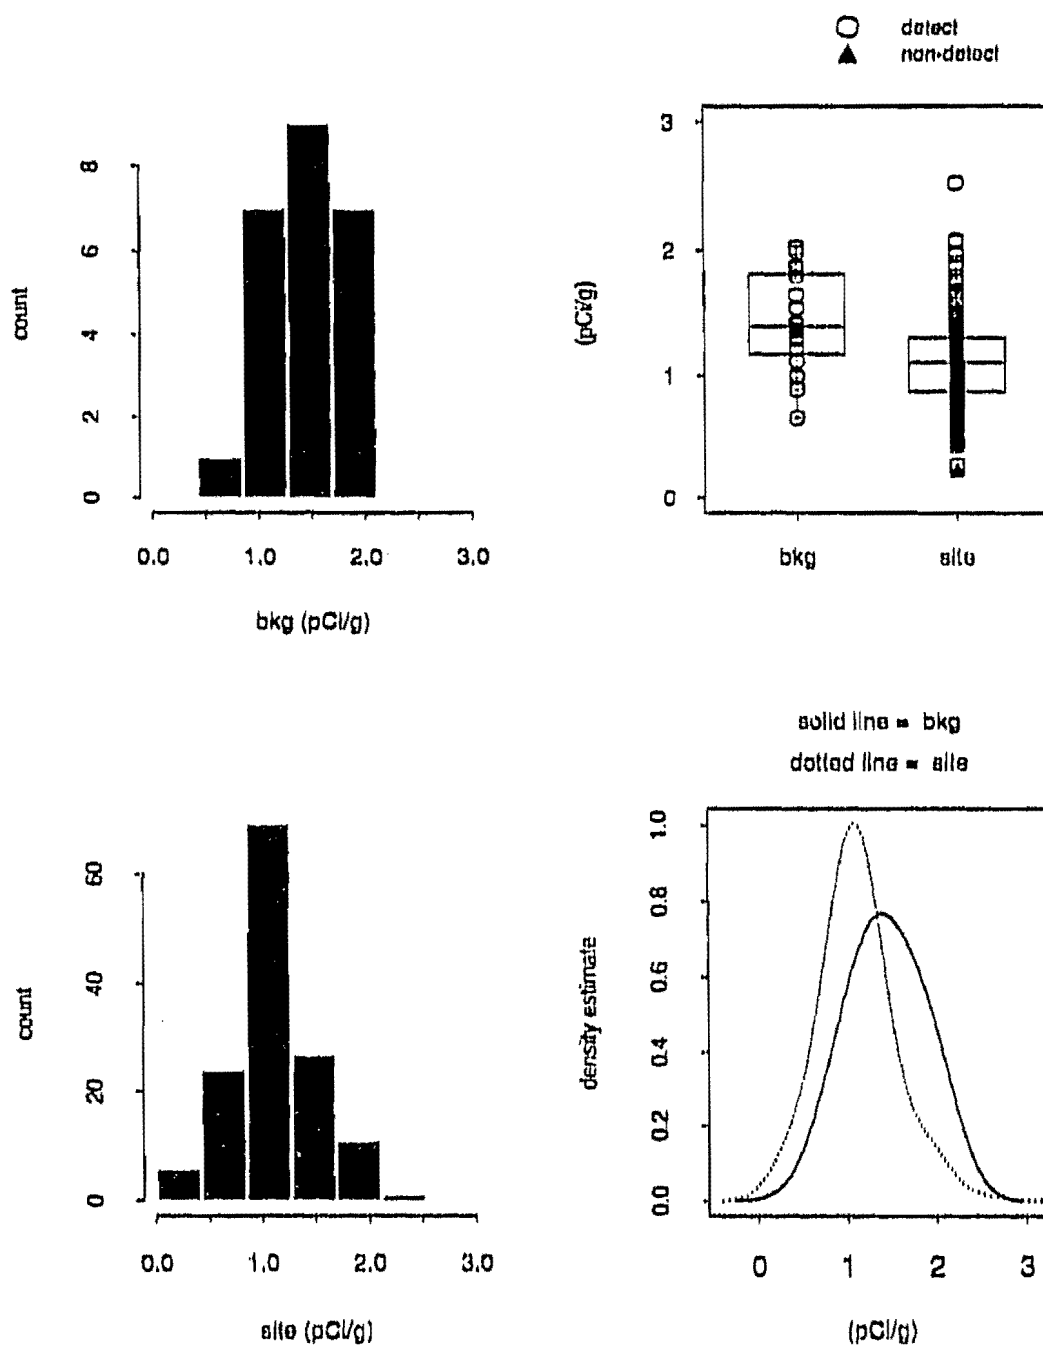 detect
non-detect
8
6
4
2
0
count
0.0 1.0 2.0 3.0
bkg (pCi/g)
3
2
1
0
(pCi/g)
bkg site
60
40
20
0
count
0.0 1.0 2.0 3.0
site (pCi/g)
solid line = bkg
dotted line = site
1.0
0.8
0.6
0.4
0.2
0.0
density estimate
0 1 2 3
(pCi/g)